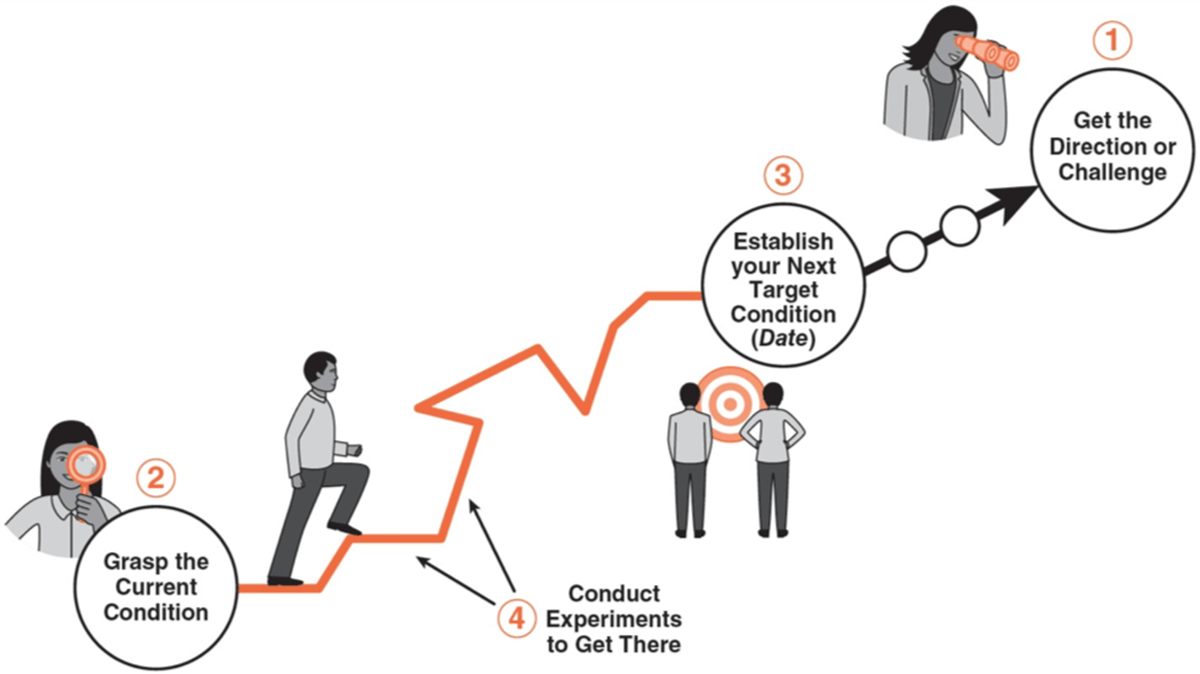 1
Get the
Direction or
Challenge
2
Grasp the
Current
Condition
3
Establish
your Next
Target
Condition
(Date)
4
Conduct
Experiments
to Get There